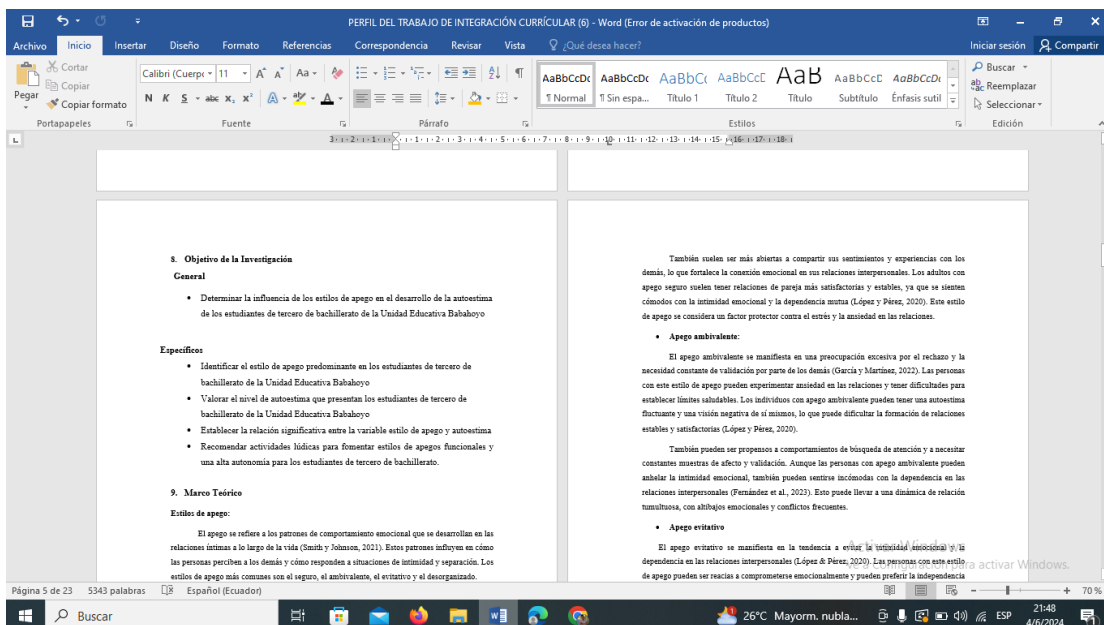 PERFIL DEL TRABAJO DE INTEGRACIÓN CURRÍCULAR (6) - Word (Error de activación de productos)
Archivo Inicio Insertar Diseño Formato Referencias Correspondencia Revisar Vista ¿Qué desea hacer? Iniciar sesión Compartir
Pegar
Cortar
Copiar
Copiar formato
Portapapeles
Calibri (Cuerpo 11
N K S abc X₂ X²
Fuente
Párrafo
AaBbCcDc AaBbCcDc AaBbC( AaBbCcE AaB AaBbCcE AaBbCcDt
¶ Normal ¶ Sin espa... Título 1 Título 2 Título Subtítulo Énfasis sutil
Estilos
Buscar
Reemplazar
Seleccionar
Edición
8. Objetivo de la Investigación
General
• Determinar la influencia de los estilos de apego en el desarrollo de la autoestima
de los estudiantes de tercero de bachillerato de la Unidad Educativa Babahoyo
Específicos
• Identificar el estilo de apego predominante en los estudiantes de tercero de
bachillerato de la Unidad Educativa Babahoyo
• Valorar el nivel de autoestima que presentan los estudiantes de tercero de
bachillerato de la Unidad Educativa Babahoyo
• Establecer la relación significativa entre la variable estilo de apego y autoestima
• Recomendar actividades lúdicas para fomentar estilos de apegos funcionales y
una alta autonomía para los estudiantes de tercero de bachillerato.
9. Marco Teórico
Estilos de apego:
El apego se refiere a los patrones de comportamiento emocional que se desarrollan en las
relaciones íntimas a lo largo de la vida (Smith y Johnson, 2021). Estos patrones influyen en cómo
las personas perciben a los demás y cómo responden a situaciones de intimidad y separación. Los
estilos de apego más comunes son el seguro, el ambivalente, el evitativo y el desorganizado.
También suelen ser más abiertas a compartir sus sentimientos y experiencias con los
demás, lo que fortalece la conexión emocional en sus relaciones interpersonales. Los adultos con
apego seguro suelen tener relaciones de pareja más satisfactorias y estables, ya que se sienten
cómodos con la intimidad emocional y la dependencia mutua (López y Pérez, 2020). Este estilo
de apego se considera un factor protector contra el estrés y la ansiedad en las relaciones.
• Apego ambivalente:
El apego ambivalente se manifiesta en una preocupación excesiva por el rechazo y la
necesidad constante de validación por parte de los demás (García y Martínez, 2022). Las personas
con este estilo de apego pueden experimentar ansiedad en las relaciones y tener dificultades para
establecer límites saludables. Los individuos con apego ambivalente pueden tener una autoestima
fluctuante y una visión negativa de sí mismos, lo que puede dificultar la formación de relaciones
estables y satisfactorias (López y Pérez, 2020).
También pueden ser propensos a comportamientos de búsqueda de atención y a necesitar
constantes muestras de afecto y validación. Aunque las personas con apego ambivalente pueden
anhelar la intimidad emocional, también pueden sentirse incómodas con la dependencia en las
relaciones interpersonales (Fernández et al., 2023). Esto puede llevar a una dinámica de relación
tumultuosa, con altibajos emocionales y conflictos frecuentes.
• Apego evitativo
El apego evitativo se manifiesta en la tendencia a evitar la intimidad emocional y la
dependencia en las relaciones interpersonales (López & Pérez, 2020). Las personas con este estilo
de apego pueden ser reacias a comprometerse emocionalmente y pueden preferir la independencia
Activar Windows
Ve a Configuración para activar Windows.
Página 5 de 23 5343 palabras Español (Ecuador) 70 %
Buscar
26°C Mayorm. nubla... ESP 21:48
4/6/2024